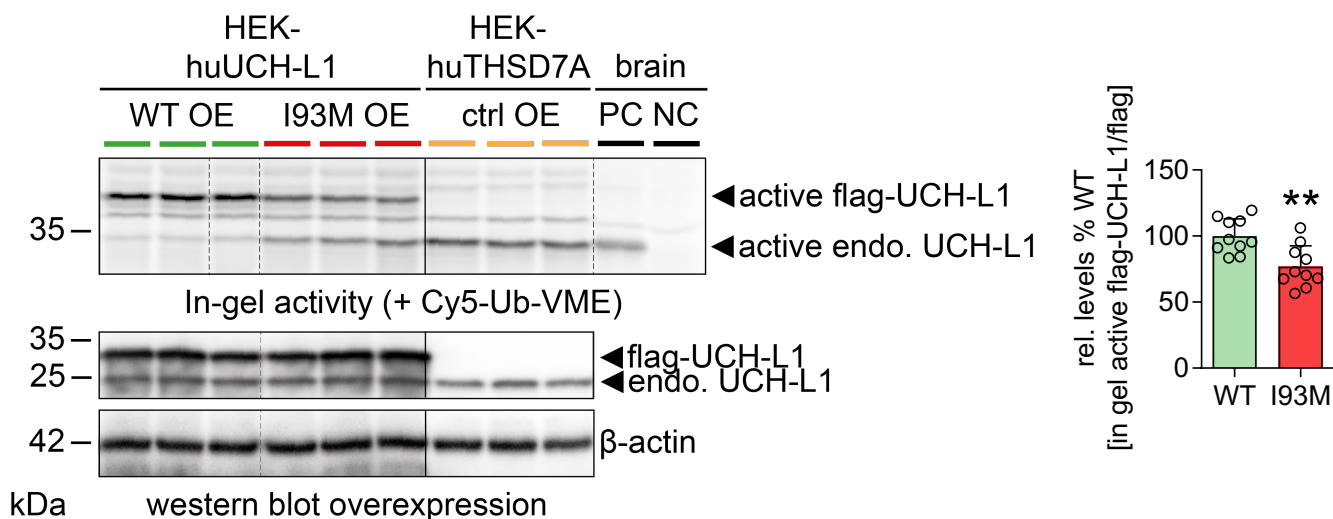 HEK-
huUCH-L1
HEK-
huTHSD7A
brain
WT OE
I93M OE
ctrl OE
PC NC
35
active flag-UCH-L1
active endo. UCH-L1
In-gel activity (+ Cy5-Ub-VME)
35
25
flag-UCH-L1
endo. UCH-L1
42
β-actin
kDa
western blot overexpression
rel. levels % WT
[in gel active flag-UCH-L1/flag]
150
100
50
0
**
WT
I93M